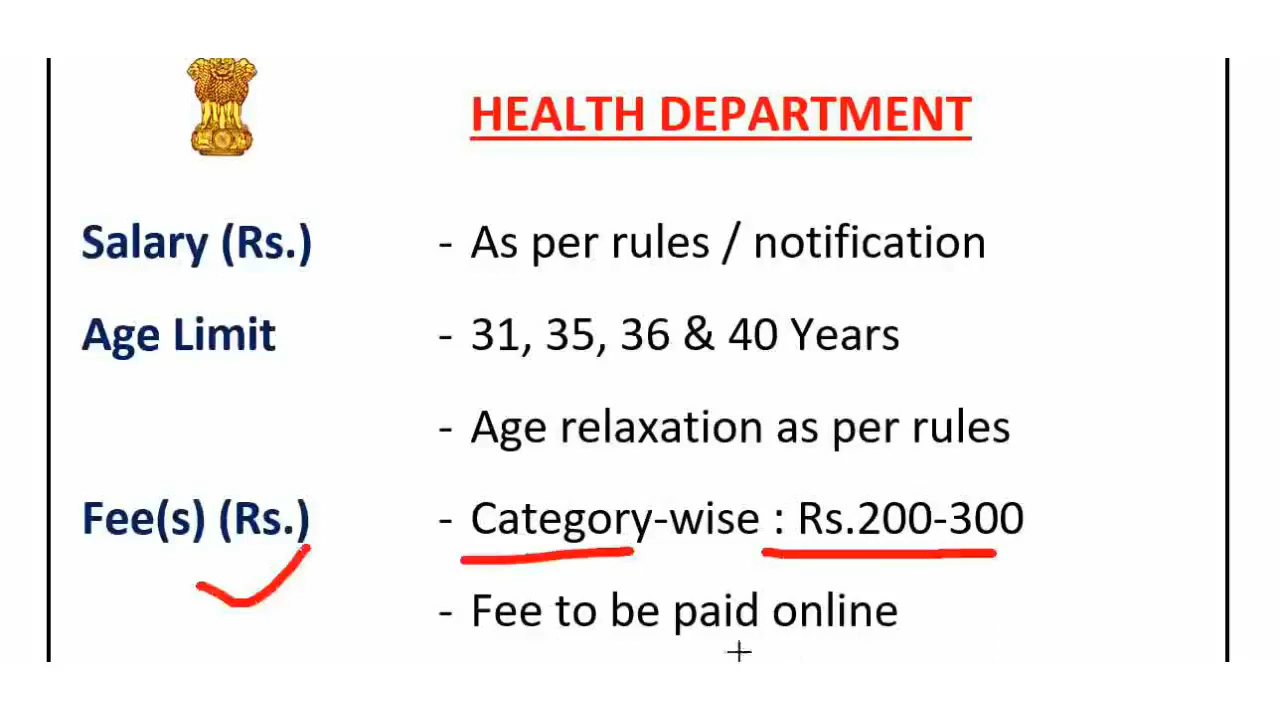 HEALTH DEPARTMENT
Salary (Rs.) - As per rules / notification
Age Limit - 31, 35, 36 & 40 Years
- Age relaxation as per rules
Fee(s) (Rs.) - Category-wise : Rs.200-300
- Fee to be paid online